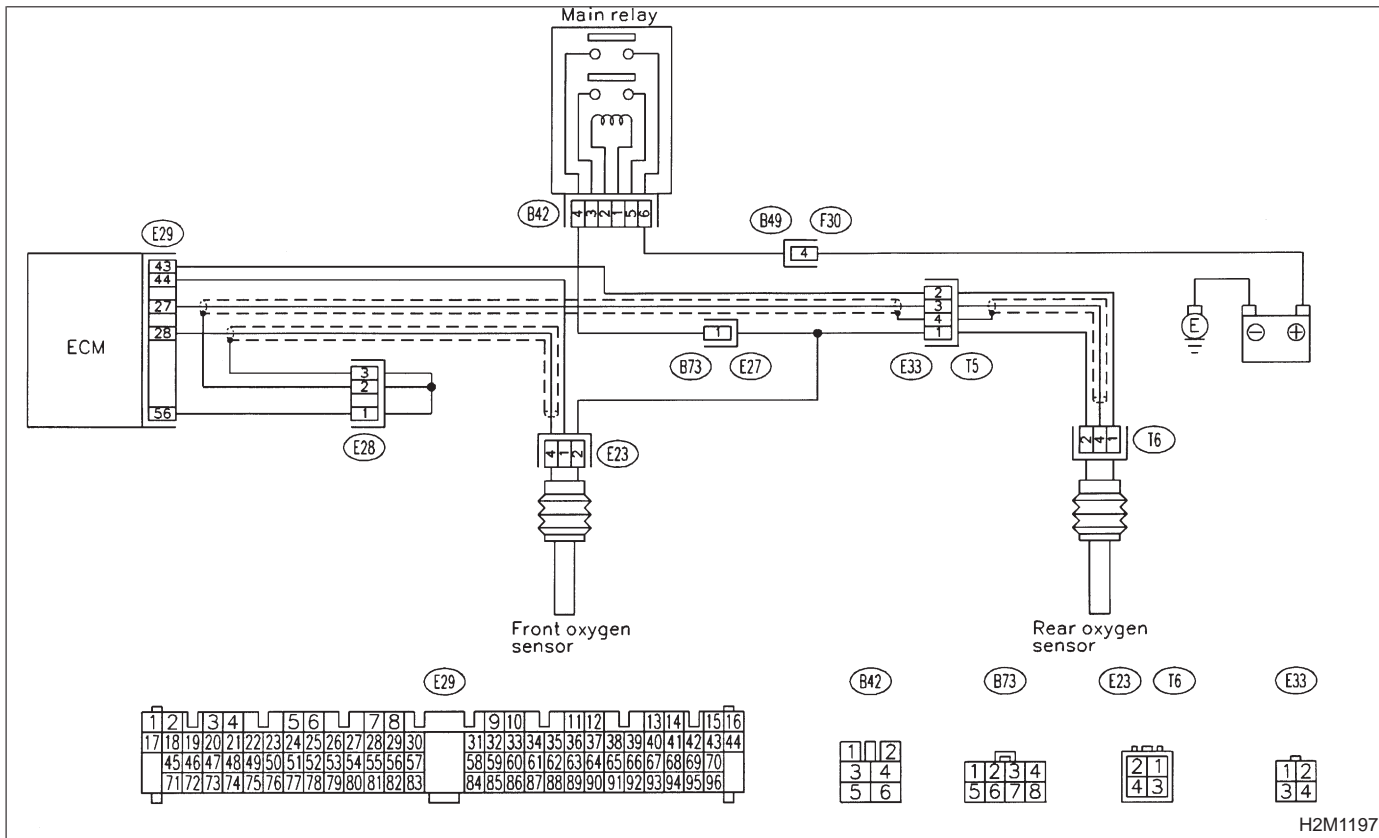 Main relay
B42
4 3 2 1 5 6
B49 F30
4
E29
43
44
27
28
56
ECM
2
3
4
1
1
B73 E27
E33 T5
E
⊖ ⊕
3
2
1
E28
4 1 2
E23
2 4 1
T6
Front oxygen
sensor
Rear oxygen
sensor
E29
1 2 3 4 5 6 7 8 9 10 11 12 13 14 15 16
17 18 19 20 21 22 23 24 25 26 27 28 29 30 31 32 33 34 35 36 37 38 39 40 41 42 43 44
45 46 47 48 49 50 51 52 53 54 55 56 57 58 59 60 61 62 63 64 65 66 67 68 69 70
71 72 73 74 75 76 77 78 79 80 81 82 83 84 85 86 87 88 89 90 91 92 93 94 95 96
B42
1 2
3 4
5 6
B73
1 2 3 4
5 6 7 8
E23 T6
2 1
4 3
E33
1 2
3 4
H2M1197